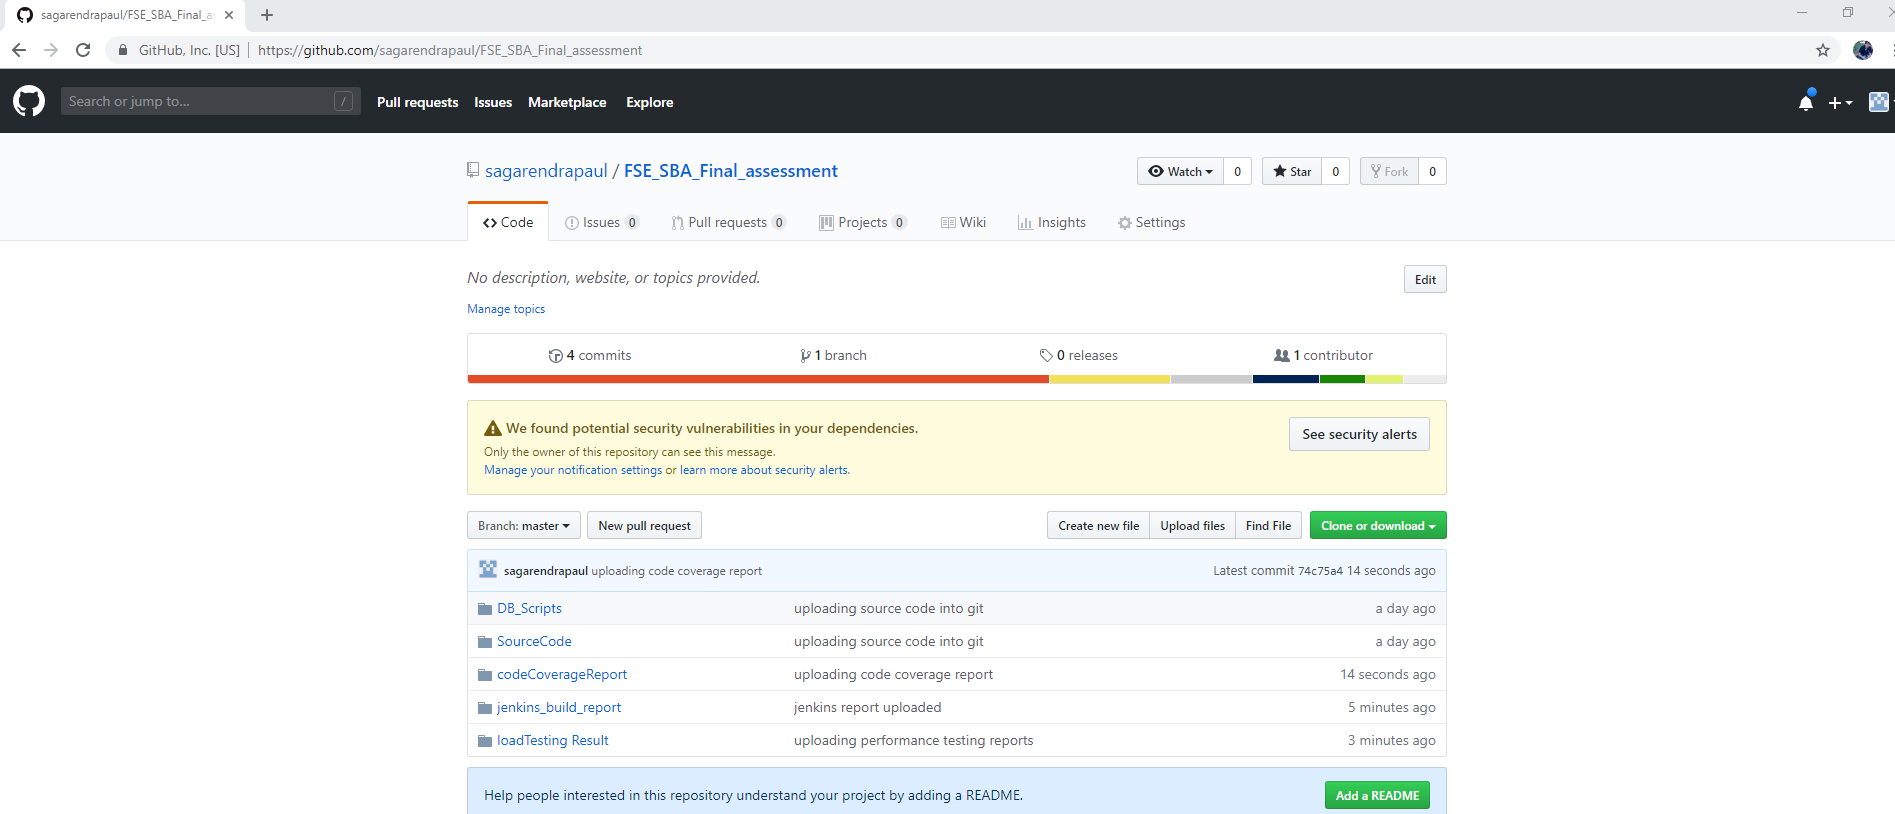 sagarendrapaul/FSE_SBA_Final_a
GitHub, Inc. [US] https://github.com/sagarendrapaul/FSE_SBA_Final_assessment
Search or jump to... / Pull requests Issues Marketplace Explore
sagarendrapaul / FSE_SBA_Final_assessment Watch 0 Star 0 Fork 0
Code Issues 0 Pull requests 0 Projects 0 Wiki Insights Settings
No description, website, or topics provided. Edit
Manage topics
4 commits 1 branch 0 releases 1 contributor
We found potential security vulnerabilities in your dependencies. See security alerts
Only the owner of this repository can see this message.
Manage your notification settings or learn more about security alerts.
Branch: master New pull request Create new file Upload files Find File Clone or download
sagarendrapaul uploading code coverage report Latest commit 74c75a4 14 seconds ago
DB_Scripts uploading source code into git a day ago
SourceCode uploading source code into git a day ago
codeCoverageReport uploading code coverage report 14 seconds ago
jenkins_build_report jenkins report uploaded 5 minutes ago
loadTesting Result uploading performance testing reports 3 minutes ago
Help people interested in this repository understand your project by adding a README. Add a README